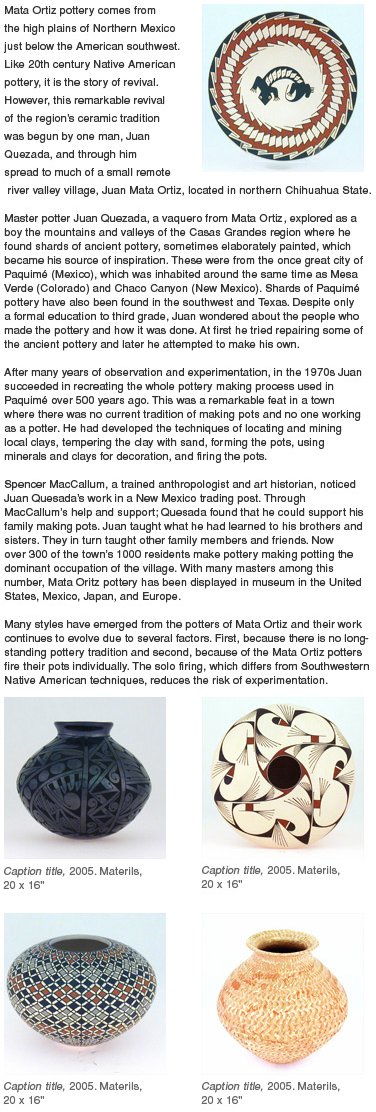 Mata Ortiz pottery comes from
the high plains of Northern Mexico
just below the American southwest.
Like 20th century Native American
pottery, it is the story of revival.
However, this remarkable revival
of the region's ceramic tradition
was begun by one man, Juan
Quezada, and through him
spread to much of a small remote
river valley village, Juan Mata Ortiz, located in northern Chihuahua State.
Master potter Juan Quezada, a vaquero from Mata Ortiz, explored as a
boy the mountains and valleys of the Casas Grandes region where he
found shards of ancient pottery, sometimes elaborately painted, which
became his source of inspiration. These were from the once great city of
Paquimé (Mexico), which was inhabited around the same time as Mesa
Verde (Colorado) and Chaco Canyon (New Mexico). Shards of Paquimé
pottery have also been found in the southwest and Texas. Despite only
a formal education to third grade, Juan wondered about the people who
made the pottery and how it was done. At first he tried repairing some of
the ancient pottery and later he attempted to make his own.
After many years of observation and experimentation, in the 1970s Juan
succeeded in recreating the whole pottery making process used in
Paquimé over 500 years ago. This was a remarkable feat in a town
where there was no current tradition of making pots and no one working
as a potter. He had developed the techniques of locating and mining
local clays, tempering the clay with sand, forming the pots, using
minerals and clays for decoration, and firing the pots.
Spencer MacCallum, a trained anthropologist and art historian, noticed
Juan Quesada's work in a New Mexico trading post. Through
MacCallum's help and support; Quesada found that he could support his
family making pots. Juan taught what he had learned to his brothers and
sisters. They in turn taught other family members and friends. Now
over 300 of the town's 1000 residents make pottery making potting the
dominant occupation of the village. With many masters among this
number, Mata Oritz pottery has been displayed in museum in the United
States, Mexico, Japan, and Europe.
Many styles have emerged from the potters of Mata Ortiz and their work
continues to evolve due to several factors. First, because there is no long-
standing pottery tradition and second, because of the Mata Ortiz potters
fire their pots individually. The solo firing, which differs from Southwestern
Native American techniques, reduces the risk of experimentation.
Caption title, 2005. Materils,
20 x 16"
Caption title, 2005. Materils,
20 x 16"
Caption title, 2005. Materils,
20 x 16"
Caption title, 2005. Materils,
20 x 16"